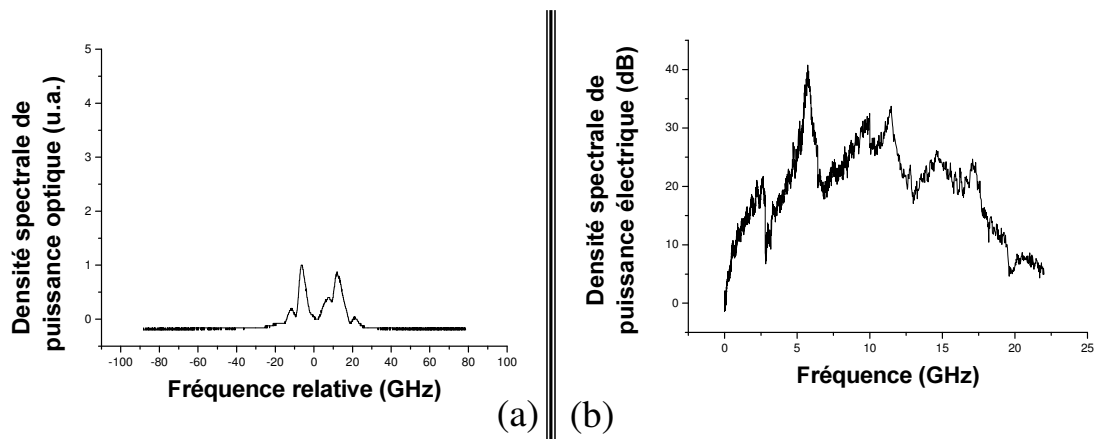 Densité spectrale de
puissance optique (u.a.)
5
4
3
2
1
0
-100 -80 -60 -40 -20 0 20 40 60 80 100
Fréquence relative (GHz)
(a)
(b)
Densité spectrale de
puissance électrique (dB)
40
30
20
10
0
0 5 10 15 20 25
Fréquence (GHz)